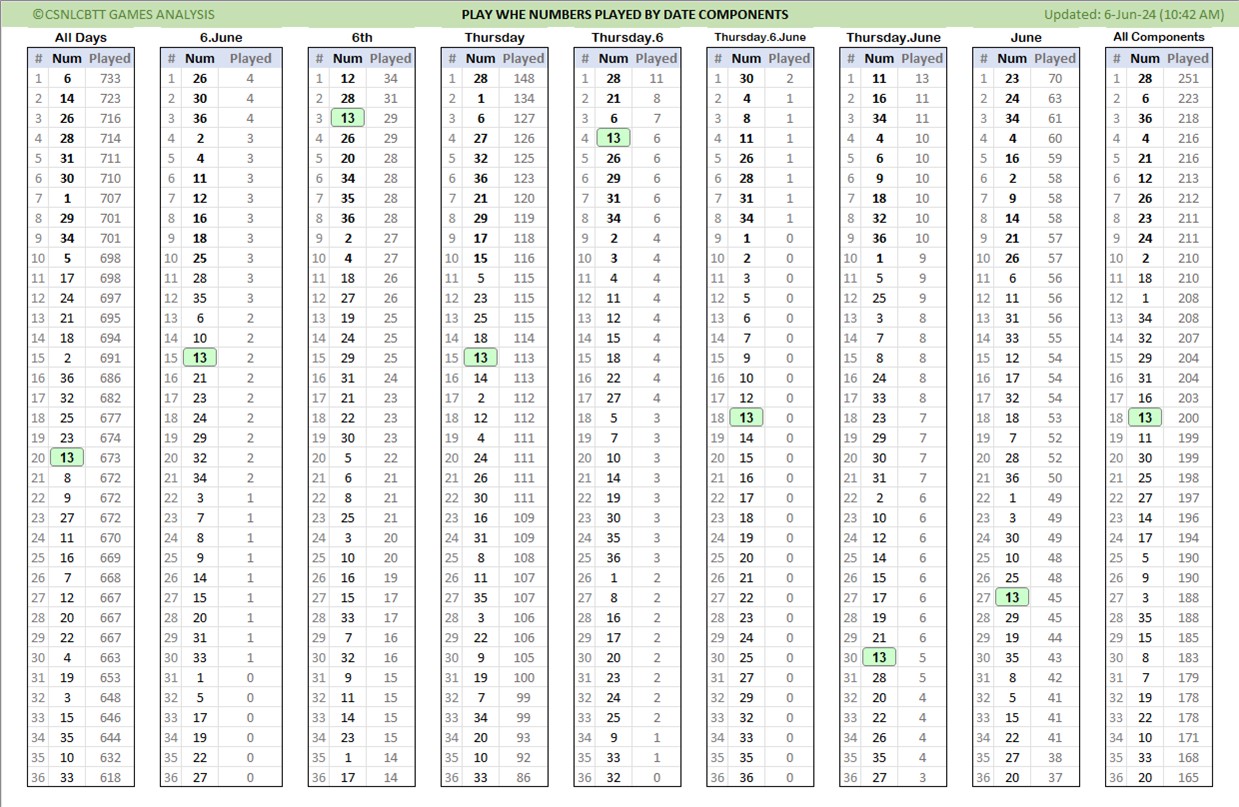 ©CSNLCBTT GAMES ANALYSIS PLAY WHE NUMBERS PLAYED BY DATE COMPONENTS Updated: 6-Jun-24 (10:42 AM)
All Days 6.June 6th Thursday Thursday.6 Thursday.6.June Thursday.June June All Components
# Num Played # Num Played # Num Played # Num Played # Num Played # Num Played # Num Played # Num Played # Num Played
1 6 733 1 26 4 1 12 34 1 28 148 1 28 11 1 30 2 1 11 13 1 23 70 1 28 251
2 14 723 2 30 4 2 28 31 2 1 134 2 21 8 2 4 1 2 16 11 2 24 63 2 6 223
3 26 716 3 36 4 3 13 29 3 6 127 3 6 7 3 8 1 3 34 11 3 34 61 3 36 218
4 28 714 4 2 3 4 26 29 4 27 126 4 13 6 4 11 1 4 4 10 4 4 60 4 4 216
5 31 711 5 4 3 5 20 28 5 32 125 5 26 6 5 26 1 5 6 10 5 16 59 5 21 216
6 30 710 6 11 3 6 34 28 6 36 123 6 29 6 6 28 1 6 9 10 6 2 58 6 12 213
7 1 707 7 12 3 7 35 28 7 21 120 7 31 6 7 31 1 7 18 10 7 9 58 7 26 212
8 29 701 8 16 3 8 36 28 8 29 119 8 34 6 8 34 1 8 32 10 8 14 58 8 23 211
9 34 701 9 18 3 9 2 27 9 17 118 9 2 4 9 1 0 9 36 10 9 21 57 9 24 211
10 5 698 10 25 3 10 4 27 10 15 116 10 3 4 10 2 0 10 1 9 10 26 57 10 2 210
11 17 698 11 28 3 11 18 26 11 5 115 11 4 4 11 3 0 11 5 9 11 6 56 11 18 210
12 24 697 12 35 3 12 27 26 12 23 115 12 11 4 12 5 0 12 25 9 12 11 56 12 1 208
13 21 695 13 6 2 13 19 25 13 25 115 13 12 4 13 6 0 13 3 8 13 31 56 13 34 208
14 18 694 14 10 2 14 24 25 14 18 114 14 15 4 14 7 0 14 7 8 14 33 55 14 32 207
15 2 691 15 13 2 15 29 25 15 13 113 15 18 4 15 9 0 15 8 8 15 12 54 15 29 204
16 36 686 16 21 2 16 31 24 16 14 113 16 22 4 16 10 0 16 24 8 16 17 54 16 31 204
17 32 682 17 23 2 17 21 23 17 2 112 17 27 4 17 12 0 17 33 8 17 32 54 17 16 203
18 25 677 18 24 2 18 22 23 18 12 112 18 5 3 18 13 0 18 23 7 18 18 53 18 13 200
19 23 674 19 29 2 19 30 23 19 4 111 19 7 3 19 14 0 19 29 7 19 7 52 19 11 199
20 13 673 20 32 2 20 5 22 20 24 111 20 10 3 20 15 0 20 30 7 20 28 52 20 30 199
21 8 672 21 34 2 21 6 21 21 26 111 21 14 3 21 16 0 21 31 7 21 36 50 21 25 198
22 9 672 22 3 1 22 8 21 22 30 111 22 19 3 22 17 0 22 2 6 22 1 49 22 27 197
23 27 672 23 7 1 23 25 21 23 16 109 23 30 3 23 18 0 23 10 6 23 3 49 23 14 196
24 11 670 24 8 1 24 3 20 24 31 109 24 35 3 24 19 0 24 12 6 24 30 49 24 17 194
25 16 669 25 9 1 25 10 20 25 8 108 25 36 3 25 20 0 25 14 6 25 10 48 25 5 190
26 7 668 26 14 1 26 16 19 26 11 107 26 1 2 26 21 0 26 15 6 26 25 48 26 9 190
27 12 667 27 15 1 27 15 17 27 35 107 27 8 2 27 22 0 27 17 6 27 13 45 27 3 188
28 20 667 28 20 1 28 33 17 28 3 106 28 16 2 28 23 0 28 19 6 28 29 45 28 35 188
29 22 667 29 31 1 29 7 16 29 22 106 29 17 2 29 24 0 29 21 6 29 19 44 29 15 185
30 4 663 30 33 1 30 32 16 30 9 105 30 20 2 30 25 0 30 13 5 30 35 43 30 8 183
31 19 653 31 1 0 31 9 15 31 19 100 31 23 2 31 27 0 31 28 5 31 8 42 31 7 179
32 3 648 32 5 0 32 11 15 32 7 99 32 24 2 32 29 0 32 20 4 32 5 41 32 19 178
33 15 646 33 17 0 33 14 15 33 34 99 33 25 2 33 32 0 33 22 4 33 15 41 33 22 178
34 35 644 34 19 0 34 23 15 34 20 93 34 9 1 34 33 0 34 26 4 34 22 41 34 10 171
35 10 632 35 22 0 35 1 14 35 10 92 35 33 1 35 35 0 35 35 4 35 27 38 35 33 168
36 33 618 36 27 0 36 17 14 36 33 86 36 32 0 36 36 0 36 27 3 36 20 37 36 20 165